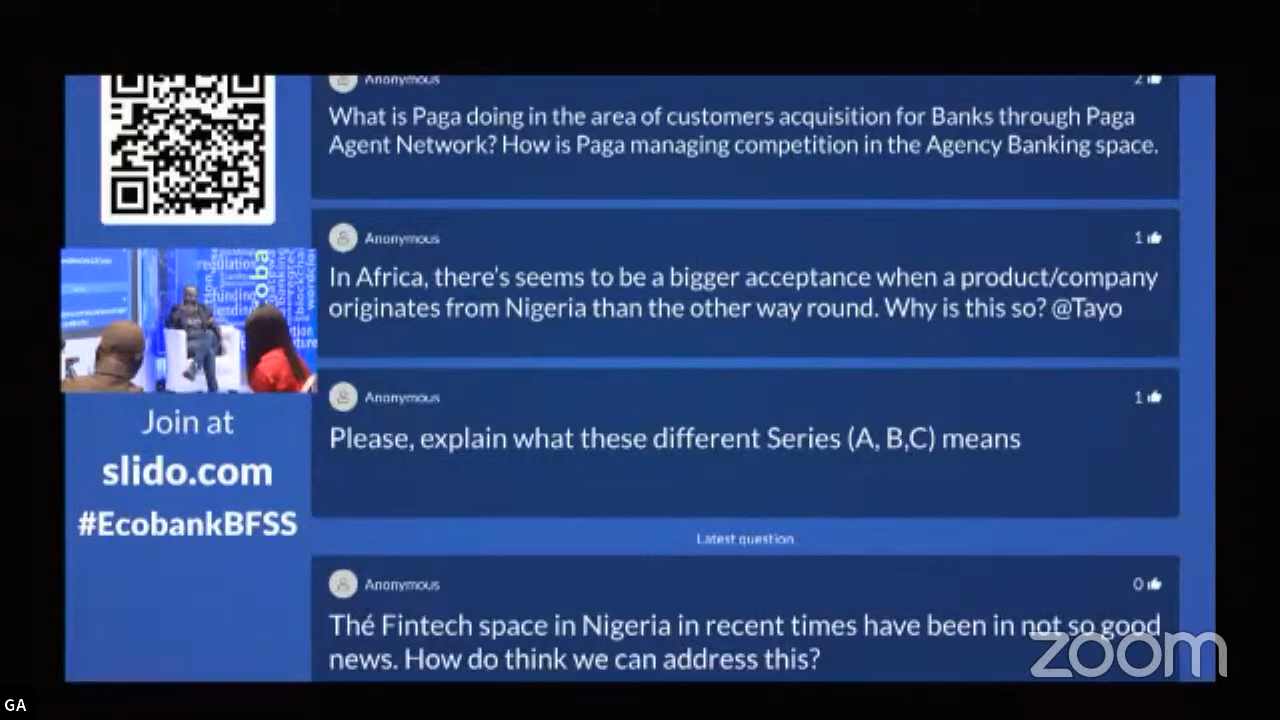 Anonymous
2
What is Paga doing in the area of customers acquisition for Banks through Paga
Agent Network? How is Paga managing competition in the Agency Banking space.
Anonymous
1
In Africa, there's seems to be a bigger acceptance when a product/company
originates from Nigeria than the other way round. Why is this so? @Tayo
Anonymous
1
Please, explain what these different Series (A, B,C) means
Latest question
Anonymous
0
Thé Fintech space in Nigeria in recent times have been in not so good
news. How do think we can address this?
regulation
funding
lending
Join at
slido.com
#EcobankBFSS
zoom
GA